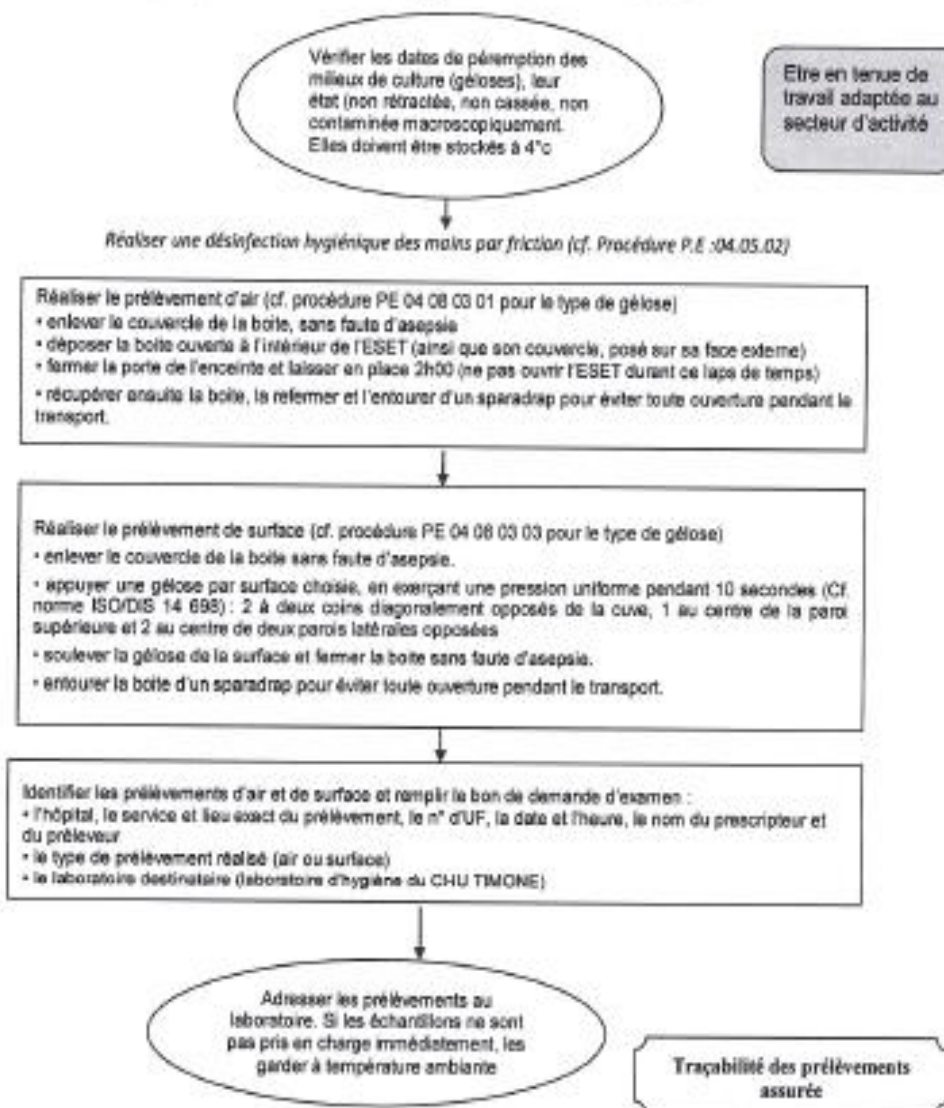 Vérifier les dates de péremption des
milieux de culture (géloses), leur
état (non rétractée, non cassée, non
contaminée macroscopiquement.
Elles doivent être stockés à 4°c
Etre en tenue de
travail adaptée au
secteur d'activité
Réaliser une désinfection hygiénique des mains par friction (cf. Procédure P.E :04.05.02)
Réaliser le prélèvement d'air (cf. procédure PE 04 08 03 01 pour le type de gélose)
• enlever le couvercle de la boite, sans faute d'asepsie
• déposer la boite ouverte à l'intérieur de l'ESET (ainsi que son couvercle, posé sur sa face externe)
• fermer la porte de l'enceinte et laisser en place 2h00 (ne pas ouvrir l'ESET durant ce laps de temps)
• récupérer ensuite la boite, la refermer et l'entourer d'un sparadrap pour éviter toute ouverture pendant le
transport.
Réaliser le prélèvement de surface (cf. procédure PE 04 08 03 03 pour le type de gélose)
• enlever le couvercle de la boite sans faute d'asepsie.
• appuyer une gélose par surface choisie, en exerçant une pression uniforme pendant 10 secondes (Cf.
norme ISO/DIS 14 698) : 2 à deux coins diagonalement opposés de la cuve, 1 au centre de la paroi
supérieure et 2 au centre de deux parois latérales opposées
• soulever la gélose de la surface et fermer la boite sans faute d'asepsie.
• entourer la boite d'un sparadrap pour éviter toute ouverture pendant le transport.
Identifier les prélèvements d'air et de surface et remplir le bon de demande d'examen :
• l'hôpital, le service et lieu exact du prélèvement, le n° d'UF, la date et l'heure, le nom du prescripteur et
du préleveur
• le type de prélèvement réalisé (air ou surface)
• le laboratoire destinataire (laboratoire d'hygiène du CHU TIMONE)
Adresser les prélèvements au
laboratoire. Si les échantillons ne sont
pas pris en charge immédiatement, les
garder à température ambiante
Traçabilité des prélèvements
assurée